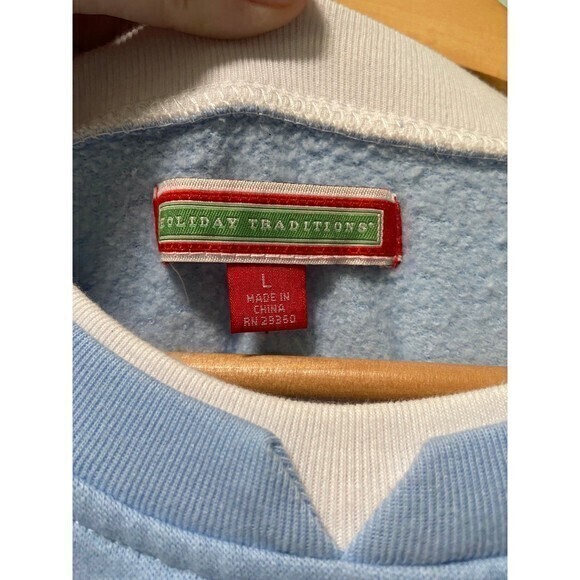 HOLIDAY TRADITIONS®
L
MADE IN
CHINA
RN 29360